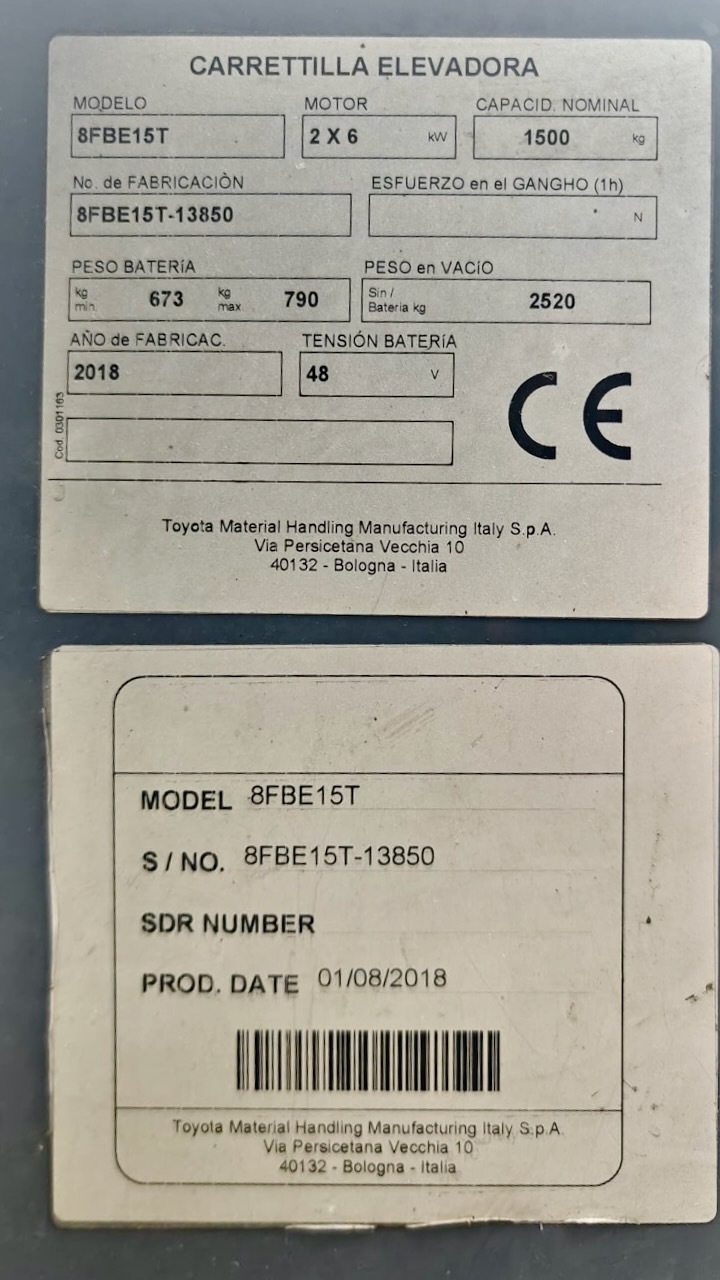 CARRETTILLA ELEVADORA
MODELO MOTOR CAPACID. NOMINAL
8FBE15T 2 X 6 kW 1500 kg
No. de FABRICACIÒN ESFUERZO en el GANGHO (1h)
8FBE15T-13850 N
PESO BATERÍA PESO en VACÍO
kg min. 673 kg max 790 Sin / Bateria kg 2520
AÑO de FABRICAC. TENSIÓN BATERÍA
2018 48 V
CE
Cod. 0301163
Toyota Material Handling Manufacturing Italy S.p.A.
Via Persicetana Vecchia 10
40132 - Bologna - Italia
MODEL 8FBE15T
S / NO. 8FBE15T-13850
SDR NUMBER
PROD. DATE 01/08/2018
Toyota Material Handling Manufacturing Italy S.p.A.
Via Persicetana Vecchia 10
40132 - Bologna - Italia